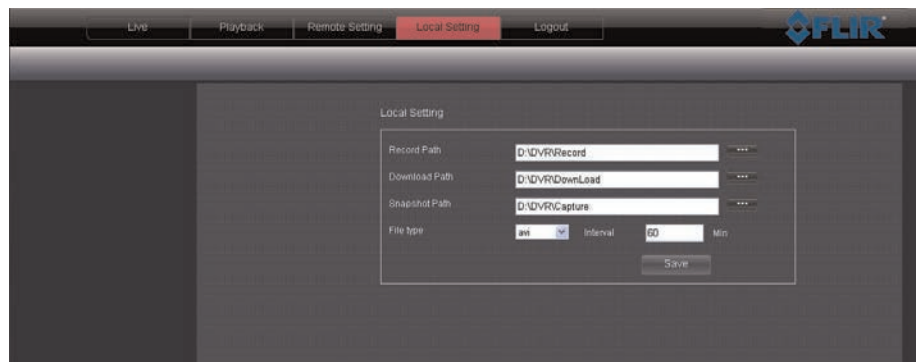 Live Playback Remote Setting Local Setting Logout FLIR
Local Setting
Record Path D:\DVR\Record ...
Download Path D:\DVR\DownLoad ...
Snapshot Path D:\DVR\Capture ...
File type avi Interval 60 Min
Save